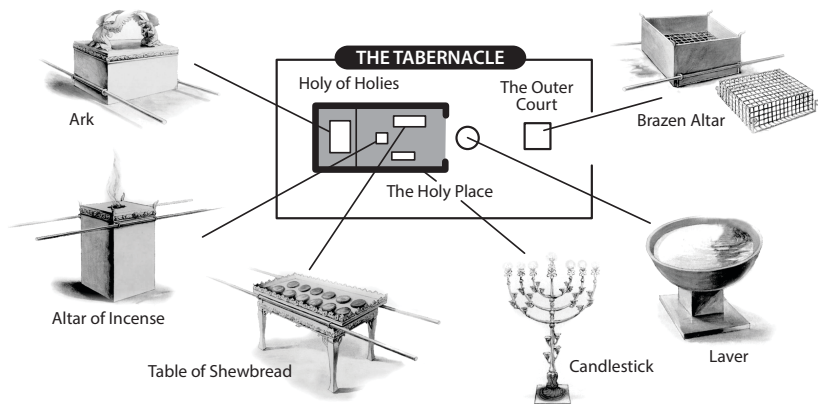 THE TABERNACLE
Holy of Holies
The Outer
Court
Ark
Brazen Altar
The Holy Place
Altar of Incense
Table of Shewbread
Candlestick
Laver